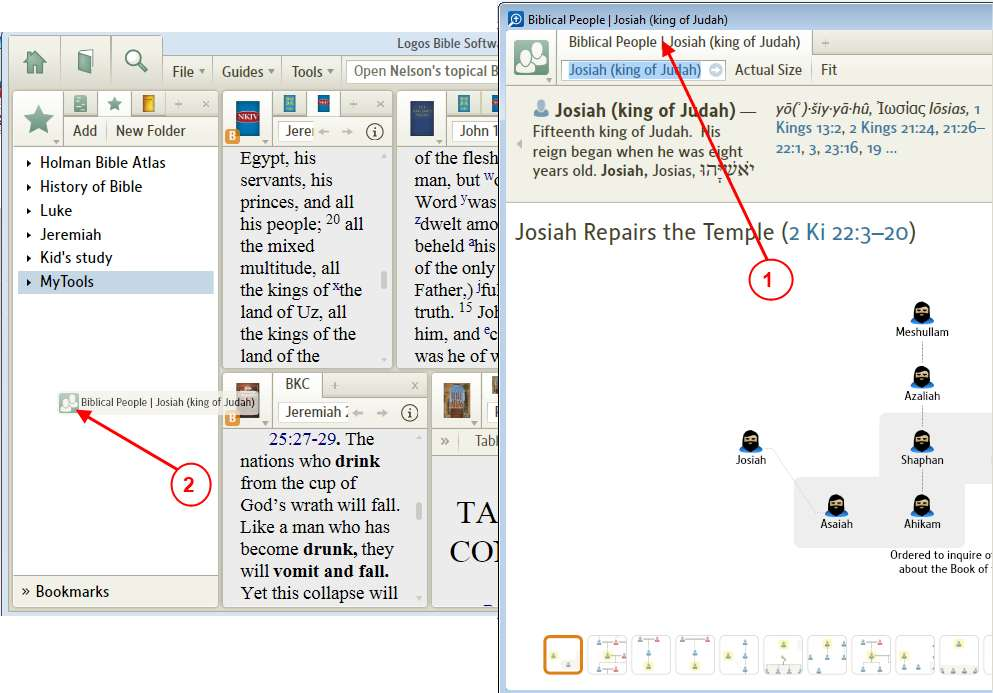 Logos Bible Softwa
File
Guides
Tools
Open Nelson's topical B
Add
New Folder
Holman Bible Atlas
History of Bible
Luke
Jeremiah
Kid's study
MyTools
» Bookmarks
NKJV
B
Jere
Egypt, his
servants, his
princes, and all
his people; 20 all
the mixed
multitude, all
the kings of xthe
land of Uz, all
the kings of the
land of the
John 1
of the flesh
man, but wo
Word ywas
zdwelt amo
beheld ahis
of the only
Father,) jful
truth. 15 Joh
him, and ec
was he of w
Biblical People | Josiah (king of Judah)
2
B
BKC
Jeremiah 2
25:27-29. The
nations who drink
from the cup of
God's wrath will fall.
Like a man who has
become drunk, they
will vomit and fall.
Yet this collapse will
» Tabl
TA
CO
Biblical People | Josiah (king of Judah)
Biblical People | Josiah (king of Judah)
Josiah (king of Judah)
Actual Size
Fit
Josiah (king of Judah) —
Fifteenth king of Judah. His
reign began when he was eight
years old. Josiah, Josias, יֹאשִׁיָּהוּ
yō(ʾ)·šiy·yā·hû, Ἰωσίας Iōsias, 1
Kings 13:2, 2 Kings 21:24, 21:26–
22:1, 3, 23:16, 19 ...
Josiah Repairs the Temple (2 Ki 22:3–20)
1
Meshullam
Azaliah
Josiah
Shaphan
Asaiah
Ahikam
Ordered to inquire o
about the Book of